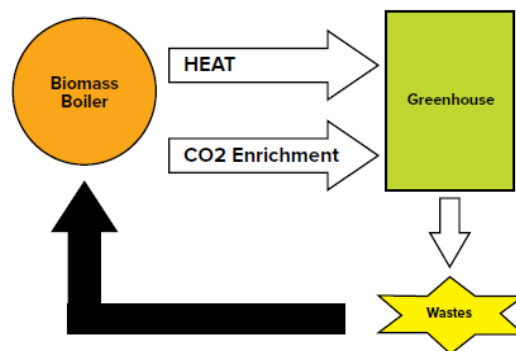 HEAT
Biomass
Boiler
Greenhouse
CO2 Enrichment
Wastes